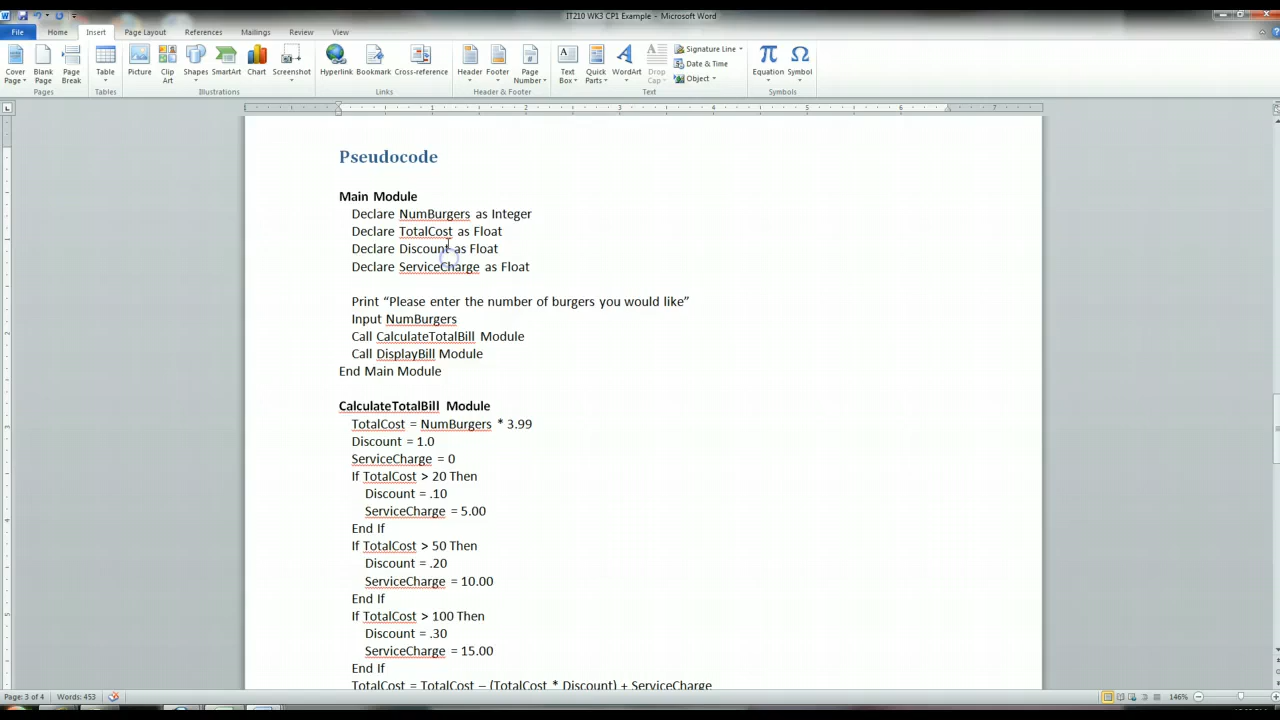 IT210 WK3 CP1 Example - Microsoft Word
File Home Insert Page Layout References Mailings Review View
Cover Page Blank Page Page Break Table Picture Clip Art Shapes SmartArt Chart Screenshot Hyperlink Bookmark Cross-reference Header Footer Page Number Text Box Quick Parts WordArt Drop Cap Signature Line Date & Time Object Equation Symbol
Pages Tables Illustrations Links Header & Footer Text Symbols
1 2 3 4 5 6 7
Pseudocode
Main Module
Declare NumBurgers as Integer
Declare TotalCost as Float
Declare Discount as Float
Declare ServiceCharge as Float
Print “Please enter the number of burgers you would like”
Input NumBurgers
Call CalculateTotalBill Module
Call DisplayBill Module
End Main Module
CalculateTotalBill Module
TotalCost = NumBurgers * 3.99
Discount = 1.0
ServiceCharge = 0
If TotalCost > 20 Then
Discount = .10
ServiceCharge = 5.00
End If
If TotalCost > 50 Then
Discount = .20
ServiceCharge = 10.00
End If
If TotalCost > 100 Then
Discount = .30
ServiceCharge = 15.00
End If
TotalCost = TotalCost – (TotalCost * Discount) + ServiceCharge
Page: 3 of 4 Words: 453 146%